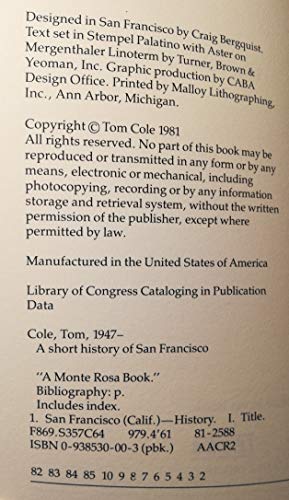 Designed in San Francisco by Craig Bergquist.
Text set in Stempel Palatino with Aster on
Mergenthaler Linoterm by Turner, Brown &
Yeoman, Inc. Graphic production by CABA
Design Office. Printed by Malloy Lithographing,
Inc., Ann Arbor, Michigan.
Copyright © Tom Cole 1981
All rights reserved. No part of this book may be
reproduced or transmitted in any form or by any
means, electronic or mechanical, including
photocopying, recording or by any information
storage and retrieval system, without the written
permission of the publisher, except where
permitted by law.
Manufactured in the United States of America
Library of Congress Cataloging in Publication
Data
Cole, Tom, 1947–
A short history of San Francisco
"A Monte Rosa Book."
Bibliography: p.
Includes index.
1. San Francisco (Calif.)—History. I. Title.
F869.S357C64 979.4'61 81-2588
ISBN 0-938530-00-3 (pbk.) AACR2
82 83 84 85 10 9 8 7 6 5 4 3 2